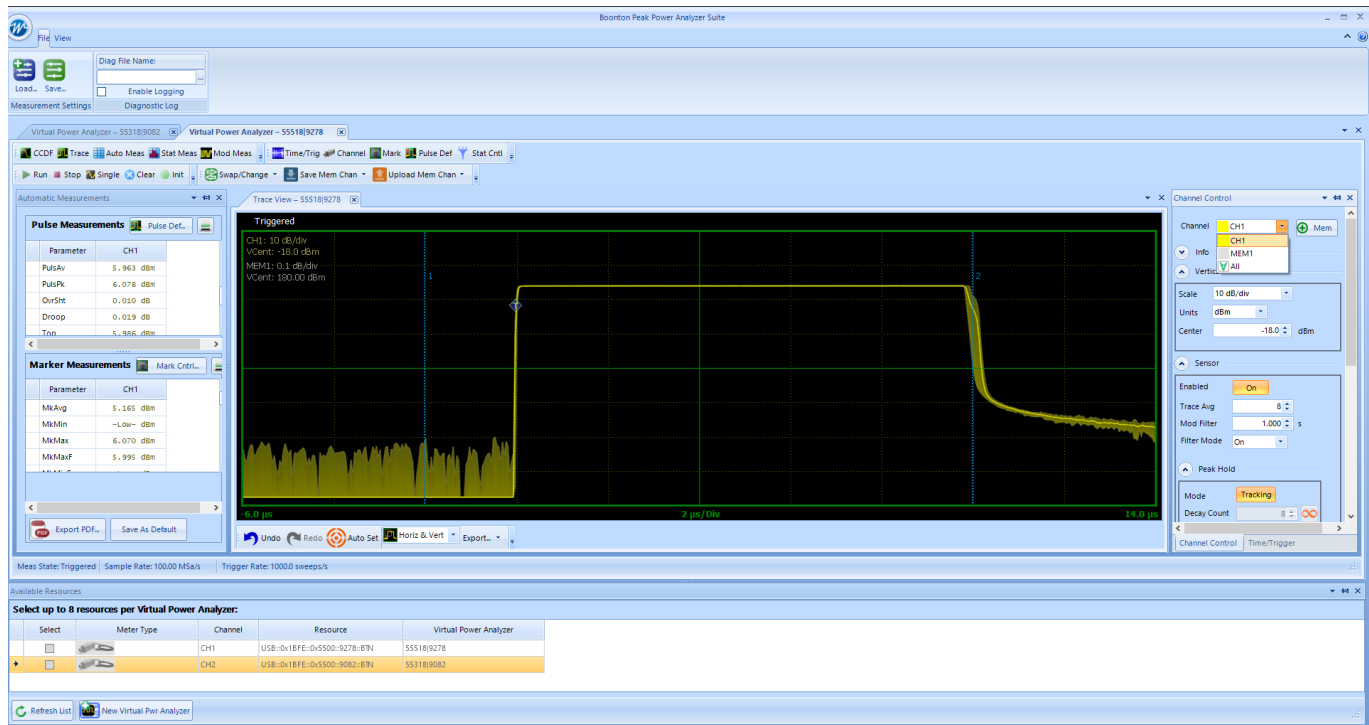 Boonton Peak Power Analyzer Suite
File View
Diag File Name:
...
Load... Save...
Enable Logging
Measurement Settings Diagnostic Log
Virtual Power Analyzer – 55318|9082 Virtual Power Analyzer – 55518|9278
CCDF Trace Auto Meas Stat Meas Mod Meas Time/Trig Channel Mark Pulse Def Stat Cntl
Run Stop Single Clear Init Swap/Change Save Mem Chan Upload Mem Chan
Automatic Measurements
Pulse Measurements Pulse Def...
Parameter CH1
PulsAv 5.963 dBm
PulsPk 6.078 dBm
OvrSht 0.010 dB
Droop 0.019 dB
Top 5.986 dBm
Marker Measurements Mark Cntrl...
Parameter CH1
MkAvg 5.165 dBm
MkMin -Low- dBm
MkMax 6.070 dBm
MkMaxF 5.995 dBm
Export PDF... Save As Default
Trace View – 55518|9278
Triggered
CH1: 10 dB/div
VCent: -18.0 dBm
MEM1: 0.1 dB/div
VCent: 180.00 dBm
1
2
T
-6.0 µs 2 µs/Div 14.0 µs
Undo Redo Auto Set Horiz & Vert Export...
Channel Control
Channel CH1 Mem
CH1
MEM1
All
Info
Scale 10 dB/div
Units dBm
Center -18.0 dBm
Sensor
Enabled On
Trace Avg 8
Mod Filter 1.000 s
Filter Mode On
Peak Hold
Mode Tracking
Decay Count 8
Channel Control Time/Trigger
Meas State: Triggered Sample Rate: 100.00 MSa/s Trigger Rate: 1000.0 sweeps/s
Available Resources
Select up to 8 resources per Virtual Power Analyzer:
Select Meter Type Channel Resource Virtual Power Analyzer
CH1 USB::0x1BFE::0x5500::9278::BTN 55518|9278
CH2 USB::0x1BFE::0x5500::9082::BTN 55318|9082
Refresh List New Virtual Pwr Analyzer